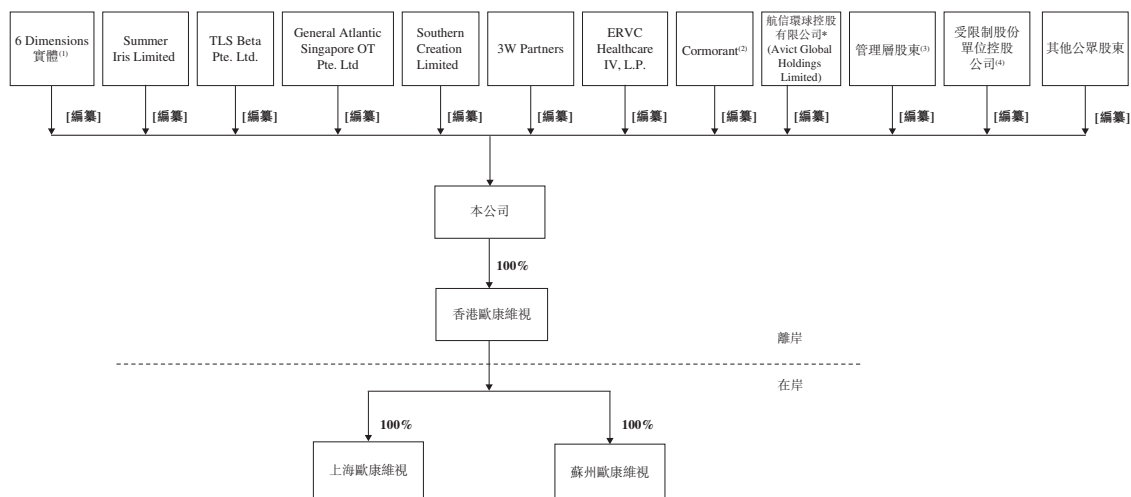 6 Dimensions
實體(1)
Summer
Iris Limited
TLS Beta
Pte. Ltd.
General Atlantic
Singapore OT
Pte. Ltd
Southern
Creation
Limited
3W Partners
ERVC
Healthcare
IV, L.P.
Cormorant(2)
航信環球控股
有限公司*
(Avict Global
Holdings
Limited)
管理層股東(3)
受限制股份
單位控股
公司(4)
其他公眾股東
[編纂]
[編纂]
[編纂]
[編纂]
[編纂]
[編纂]
[編纂]
[編纂]
[編纂]
[編纂]
[編纂]
[編纂]
本公司
100%
香港歐康維視
離岸
在岸
100%
100%
上海歐康維視
蘇州歐康維視